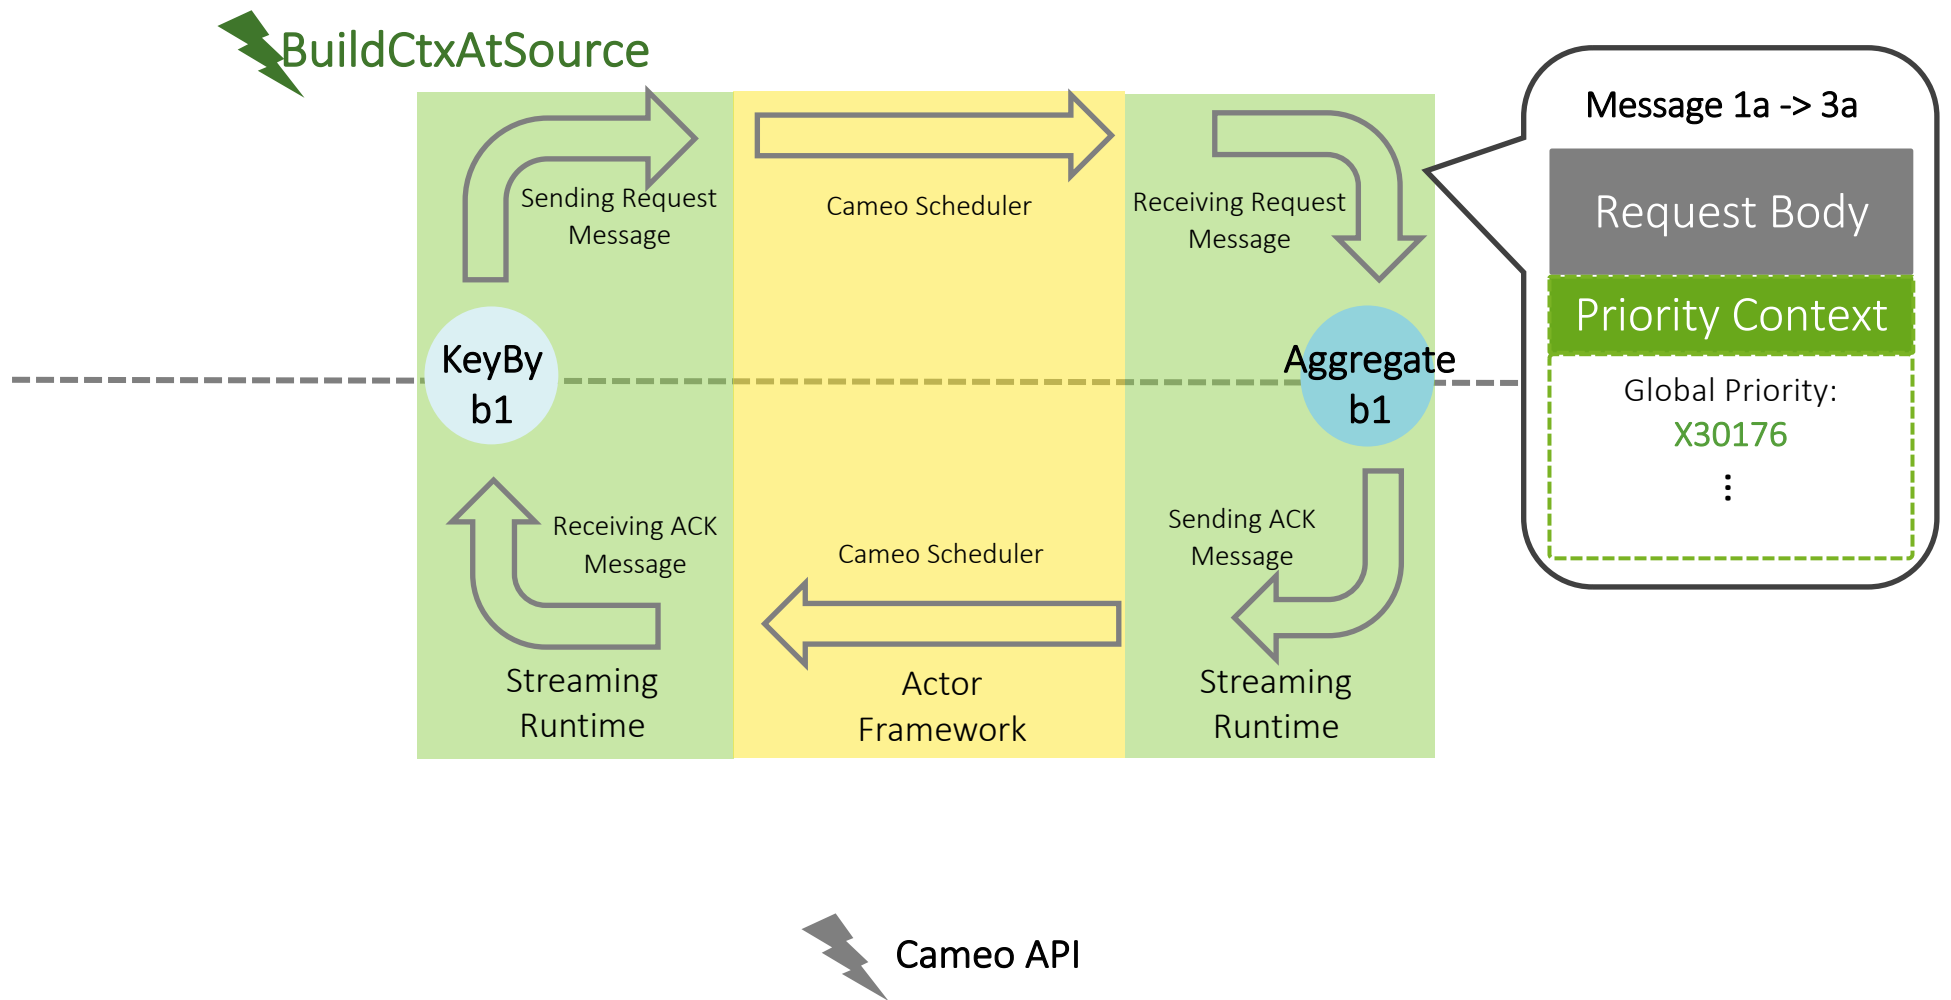 BuildCtxAtSource
Sending Request
Message
Cameo Scheduler
Receiving Request
Message
Message 1a -> 3a
Request Body
Priority Context
Global Priority:
X30176
⋮
KeyBy
b1
Aggregate
b1
Receiving ACK
Message
Cameo Scheduler
Sending ACK
Message
Streaming
Runtime
Actor
Framework
Streaming
Runtime
Cameo API